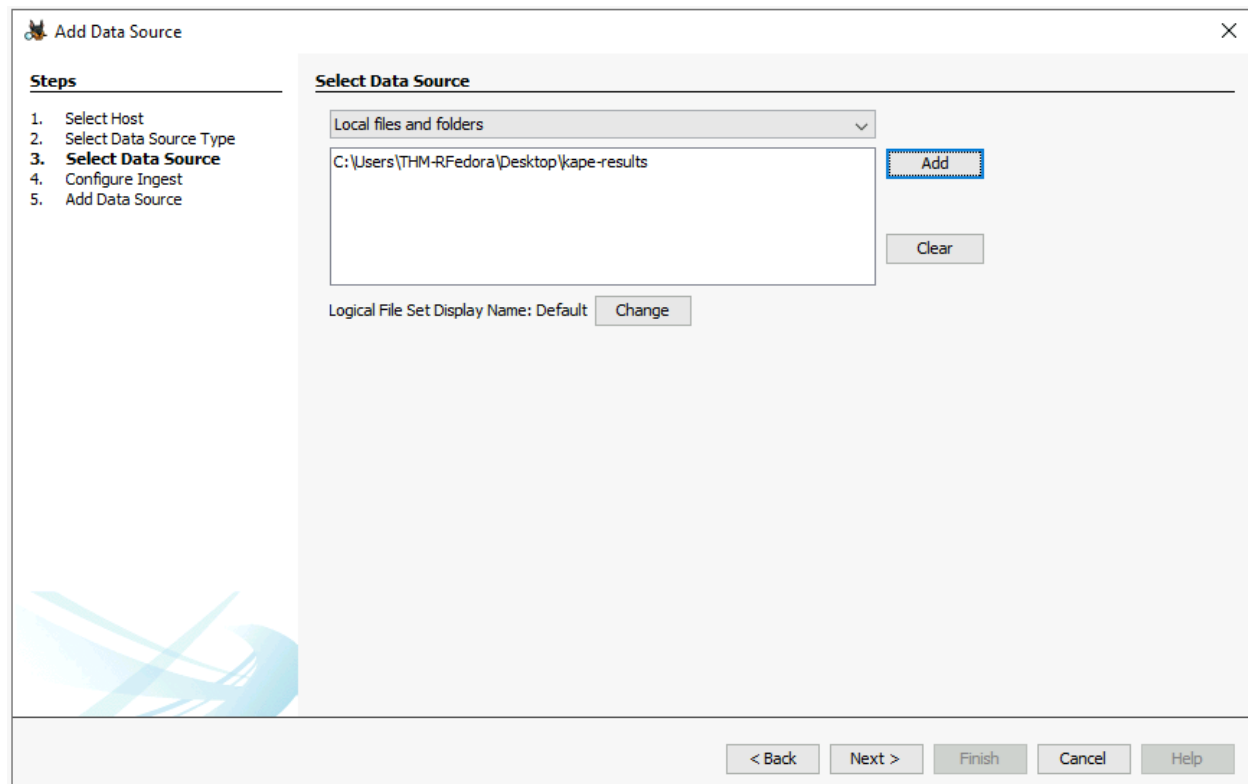 Add Data Source
Steps
1. Select Host
2. Select Data Source Type
3. Select Data Source
4. Configure Ingest
5. Add Data Source
Select Data Source
Local files and folders
C:\Users\THM-RFedora\Desktop\kape-results
Add
Clear
Logical File Set Display Name: Default Change
< Back Next > Finish Cancel Help